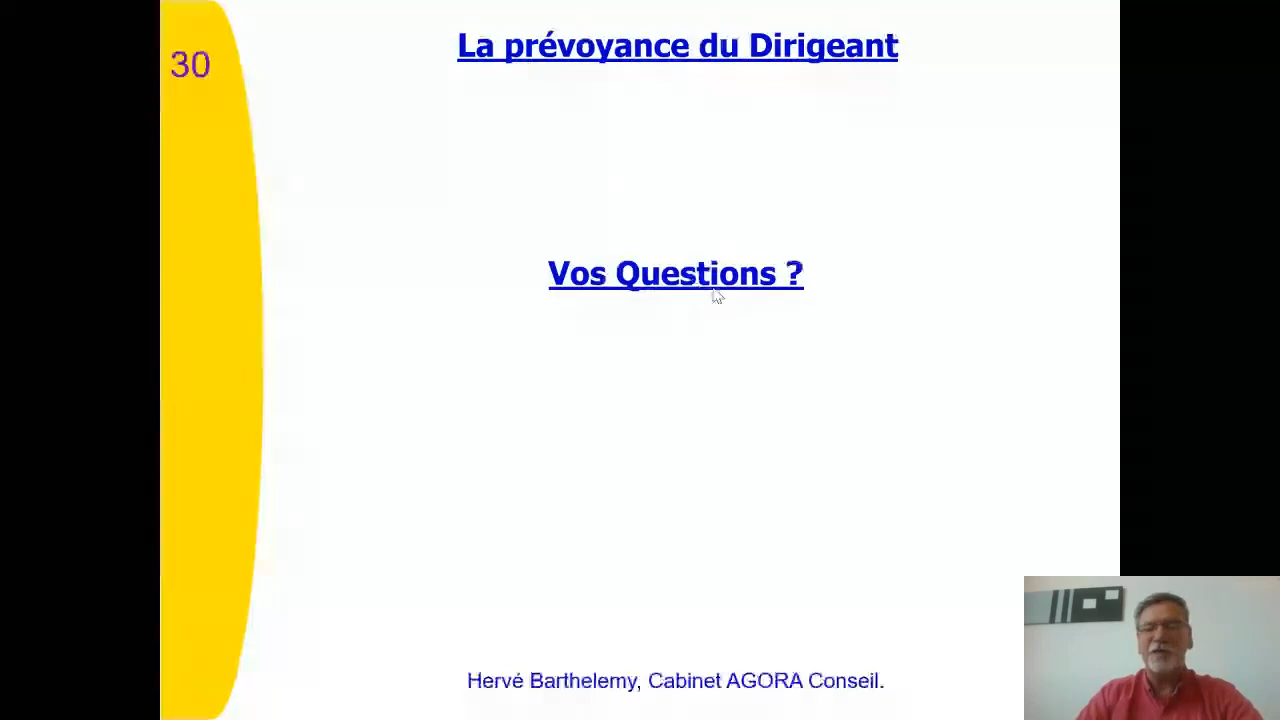 La prévoyance du Dirigeant
30
Vos Questions ?
Hervé Barthelemy, Cabinet AGORA Conseil.